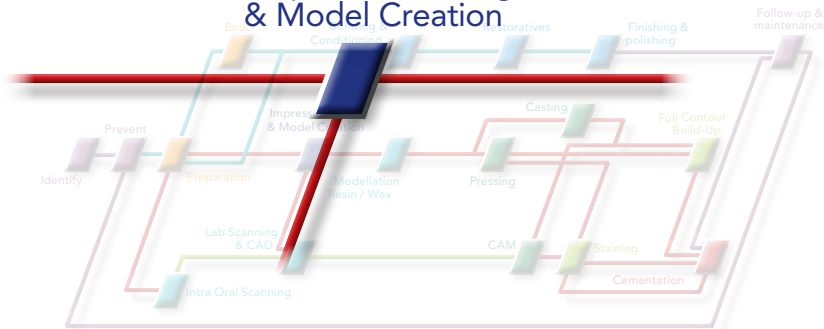 & Model Creation
Follow-up &
maintenance
Endo
Conditioning
Restoratives
Finishing &
polishing
Casting
Full Contour
Build-Up
Prevent
& Model Creation
Identify
Preparation
Modellation
Resin / Wax
Pressing
Lab Scanning
& CAD
CAM
Staining
Cementation
Intra Oral Scanning